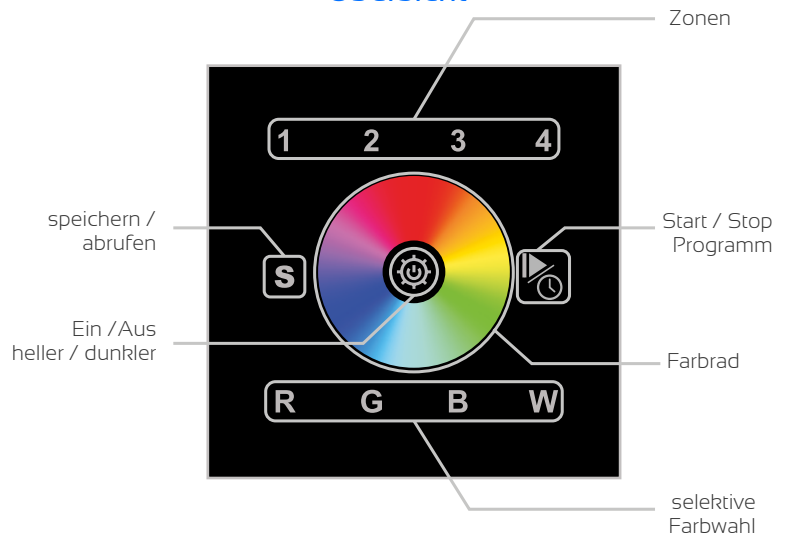 Zonen
1 2 3 4
speichern /
abrufen
Start / Stop
Programm
S
Ein /Aus
heller / dunkler
Farbrad
R G B W
selektive
Farbwahl